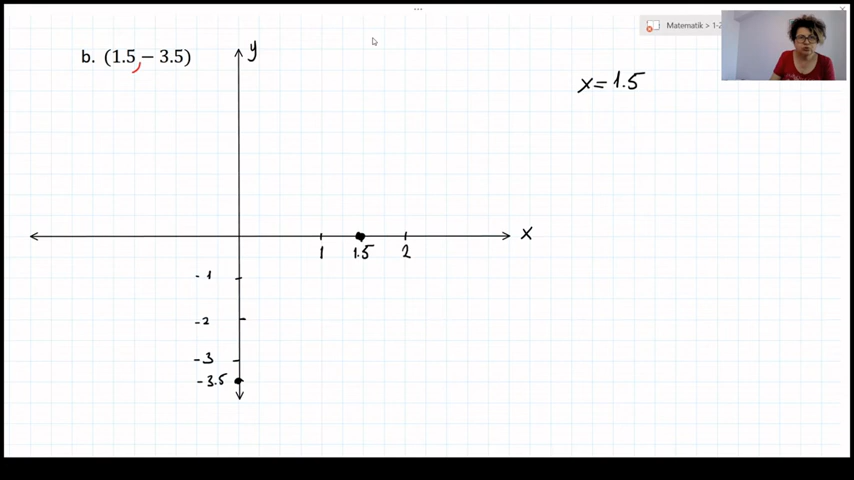 Matematik > 1-2
b. (1.5 , − 3.5)
y
x = 1.5
x
1 1.5 2
-1
-2
-3
-3.5